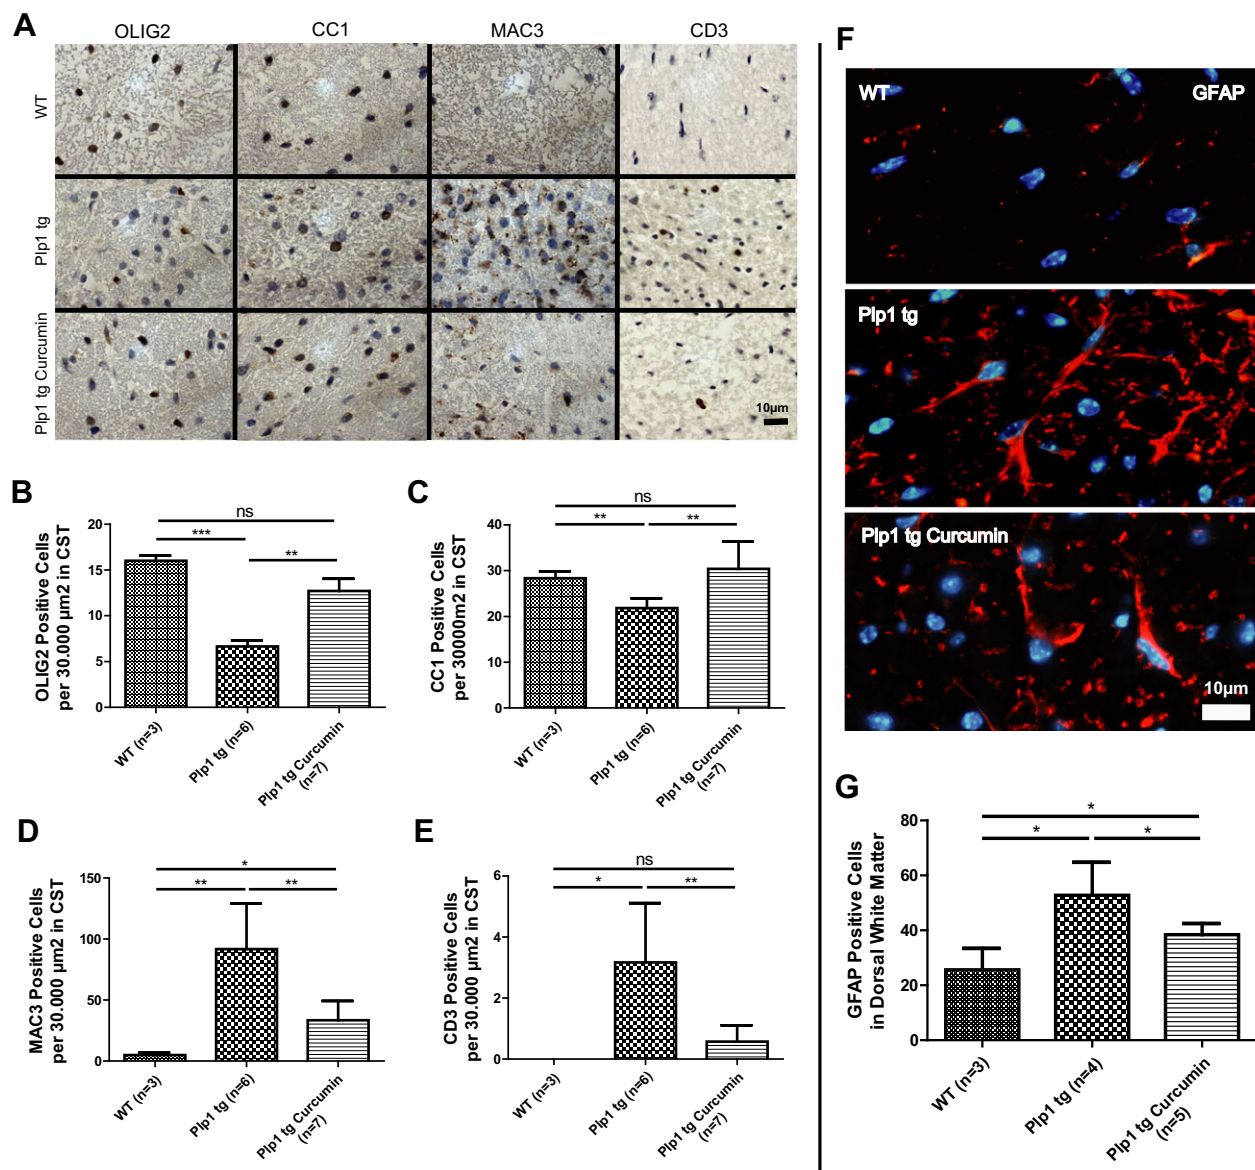 A
OLIG2 CC1 MAC3 CD3
WT
Plp1 tg
Plp1 tg Curcumin
10µm
B
OLIG2 Positive Cells
per 30.000 µm2 in CST
20
15
10
5
0
ns
***
**
WT (n=3)
Plp1 tg (n=6)
Plp1 tg Curcumin
(n=7)
C
CC1 Positive Cells
per 3000m2 in CST
40
30
20
10
0
ns
**
**
WT (n=3)
Plp1 tg (n=6)
Plp1 tg Curcumin
(n=7)
D
MAC3 Positive Cells
per 30.000 µm2 in CST
150
100
50
0
*
**
**
WT (n=3)
Plp1 tg (n=6)
Plp1 tg Curcumin
(n=7)
E
CD3 Positive Cells
per 30.000 µm2 in CST
6
4
2
0
ns
*
**
WT (n=3)
Plp1 tg (n=6)
Plp1 tg Curcumin
(n=7)
F
WT GFAP
Plp1 tg
Plp1 tg Curcumin
10µm
G
GFAP Positive Cells
in Dorsal White Matter
80
60
40
20
0
*
*
*
WT (n=3)
Plp1 tg (n=4)
Plp1 tg Curcumin
(n=5)